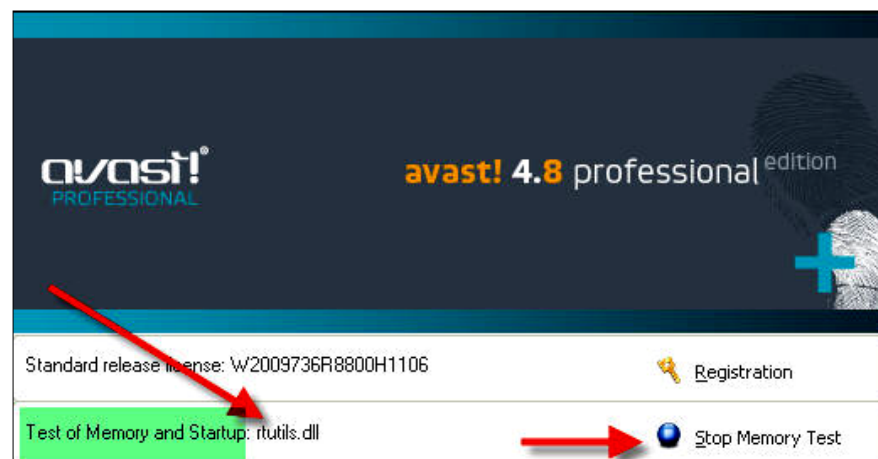 avast!®
PROFESSIONAL
avast! 4.8 professional edition
Standard release license: W2009736R8800H1106
Registration
Test of Memory and Startup: rtutils.dll
Stop Memory Test